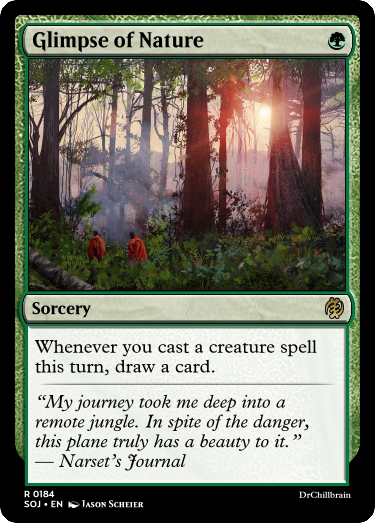 Glimpse of Nature
Sorcery
Whenever you cast a creature spell
this turn, draw a card.
“My journey took me deep into a
remote jungle. In spite of the danger,
this plane truly has a beauty to it.”
— Narset's Journal
R 0184
SOJ • EN Jason Scheier
DrChillbrain